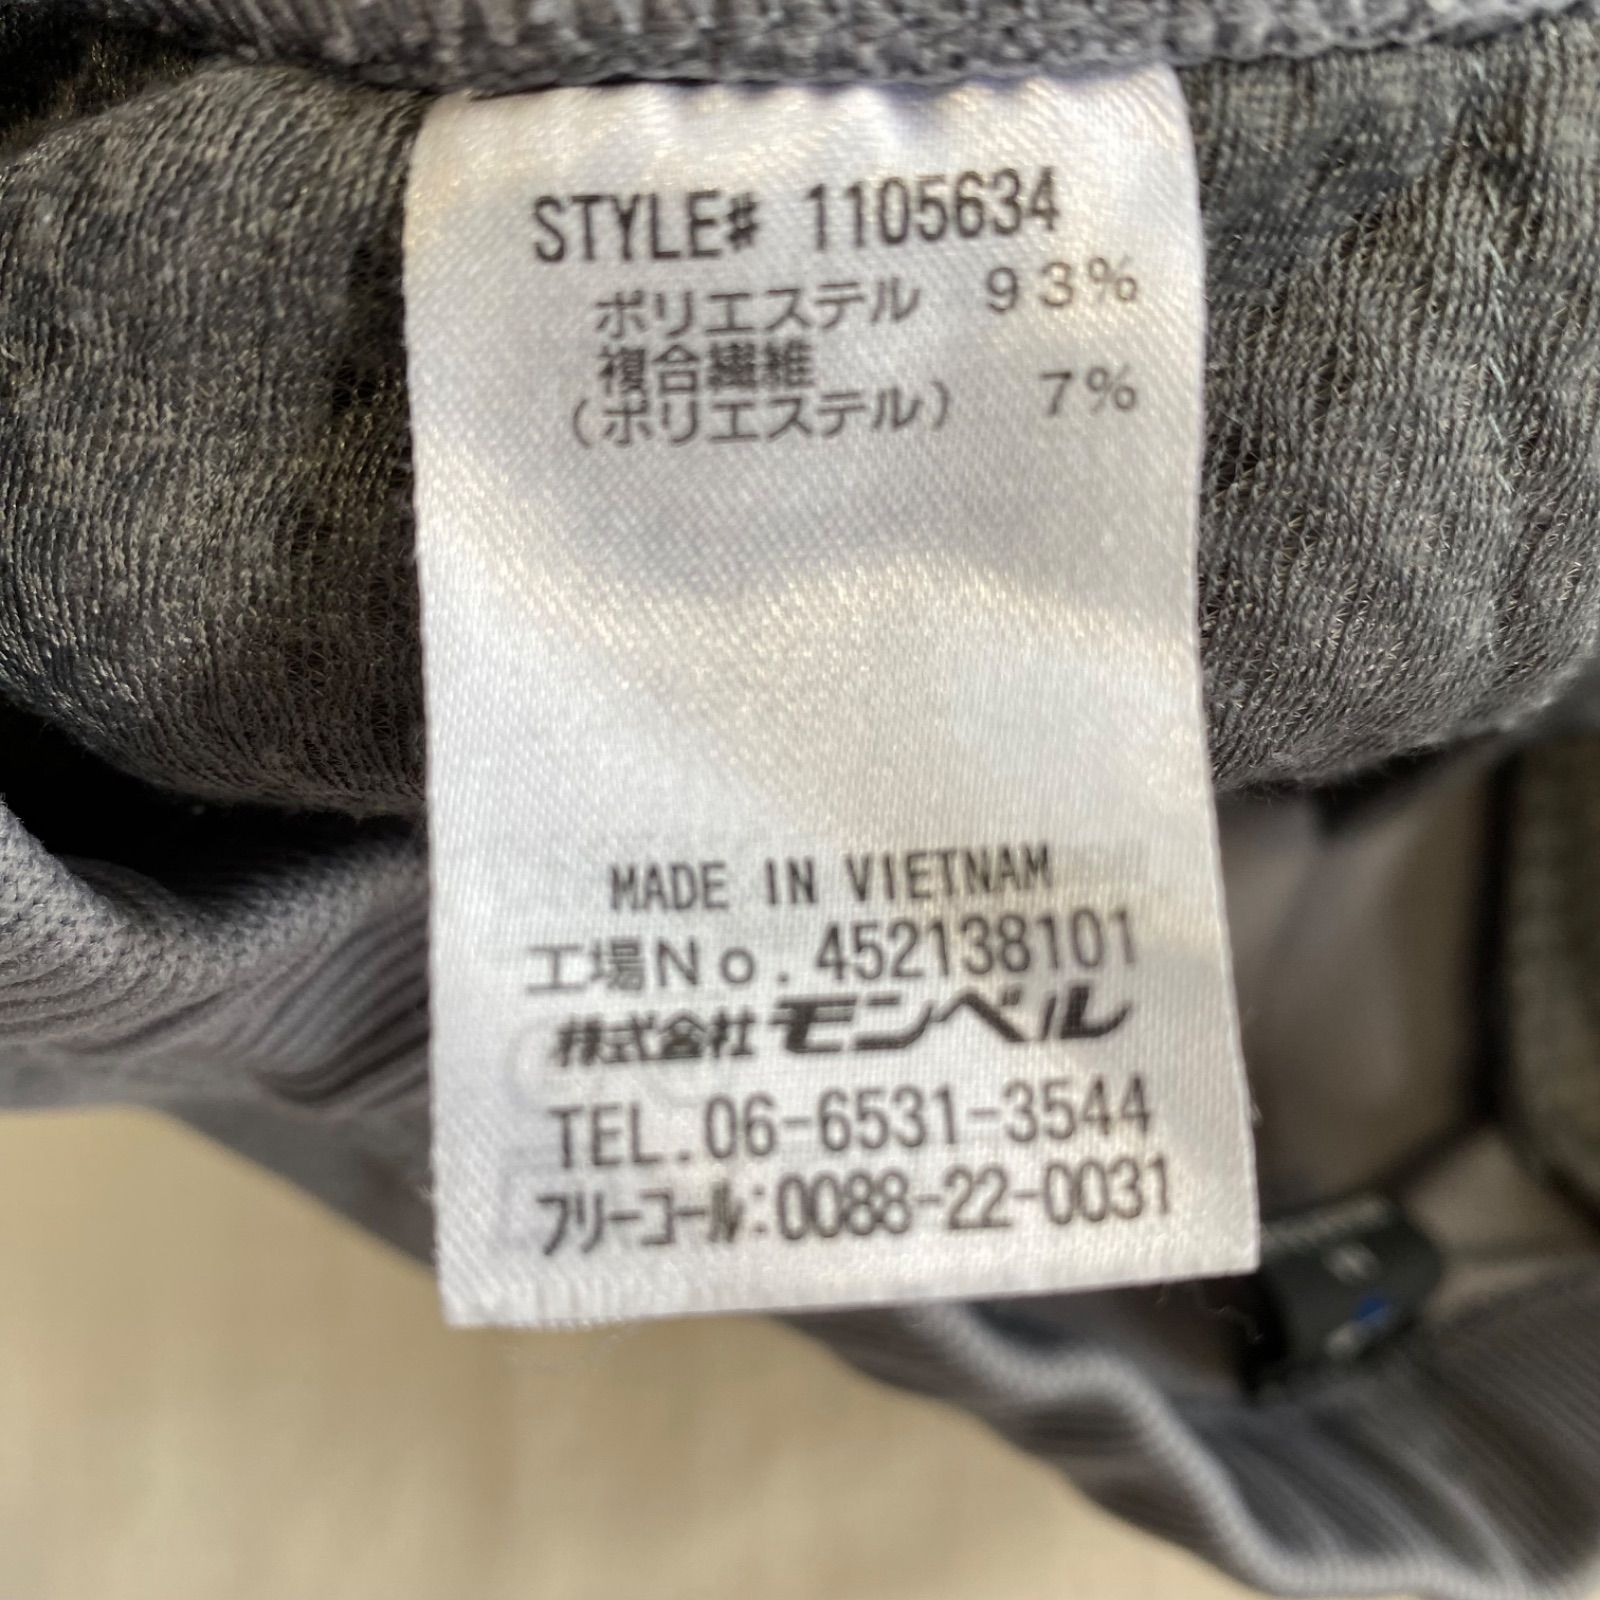 STYLE# 1105634
ポリエステル 93%
複合繊維
(ポリエステル) 7%
MADE IN VIETNAM
工場No.452138101
株式会社モンベル
TEL.06-6531-3544
フリーコール:0088-22-0031